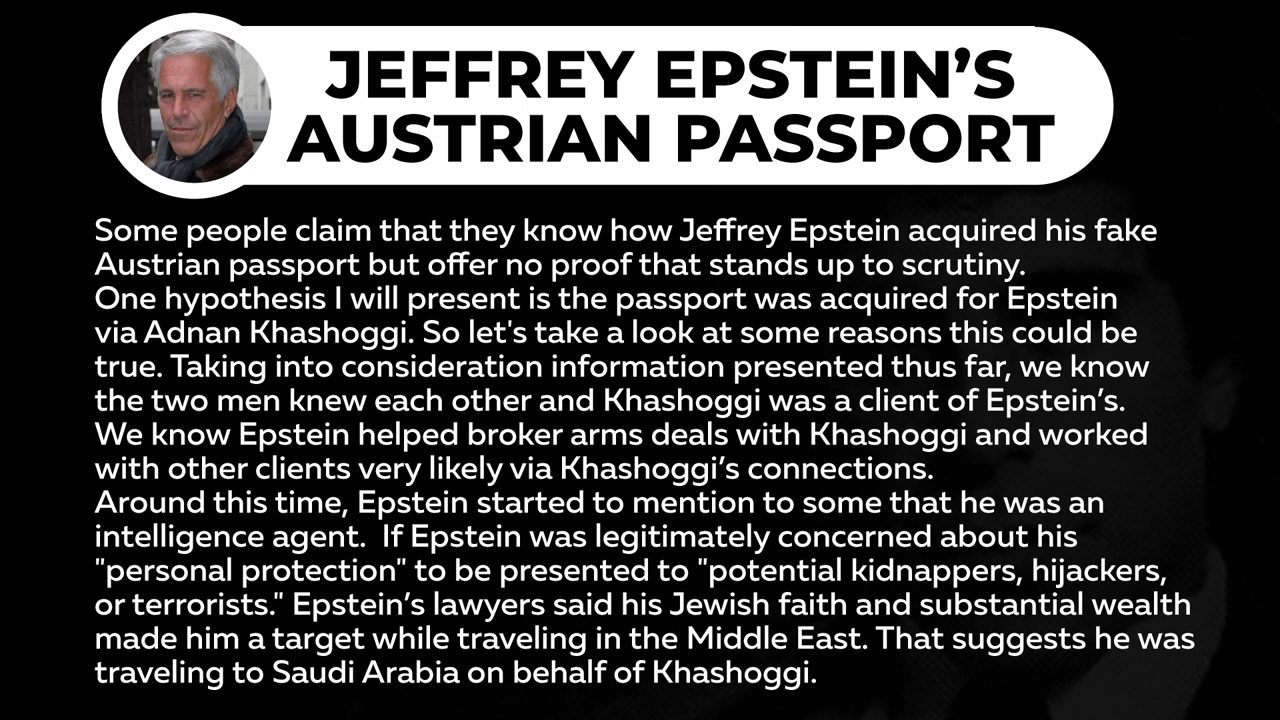 JEFFREY EPSTEIN’S
AUSTRIAN PASSPORT
Some people claim that they know how Jeffrey Epstein acquired his fake
Austrian passport but offer no proof that stands up to scrutiny.
One hypothesis I will present is the passport was acquired for Epstein
via Adnan Khashoggi. So let's take a look at some reasons this could be
true. Taking into consideration information presented thus far, we know
the two men knew each other and Khashoggi was a client of Epstein’s.
We know Epstein helped broker arms deals with Khashoggi and worked
with other clients very likely via Khashoggi’s connections.
Around this time, Epstein started to mention to some that he was an
intelligence agent.  If Epstein was legitimately concerned about his
"personal protection" to be presented to "potential kidnappers, hijackers,
or terrorists." Epstein’s lawyers said his Jewish faith and substantial wealth
made him a target while traveling in the Middle East. That suggests he was
traveling to Saudi Arabia on behalf of Khashoggi.